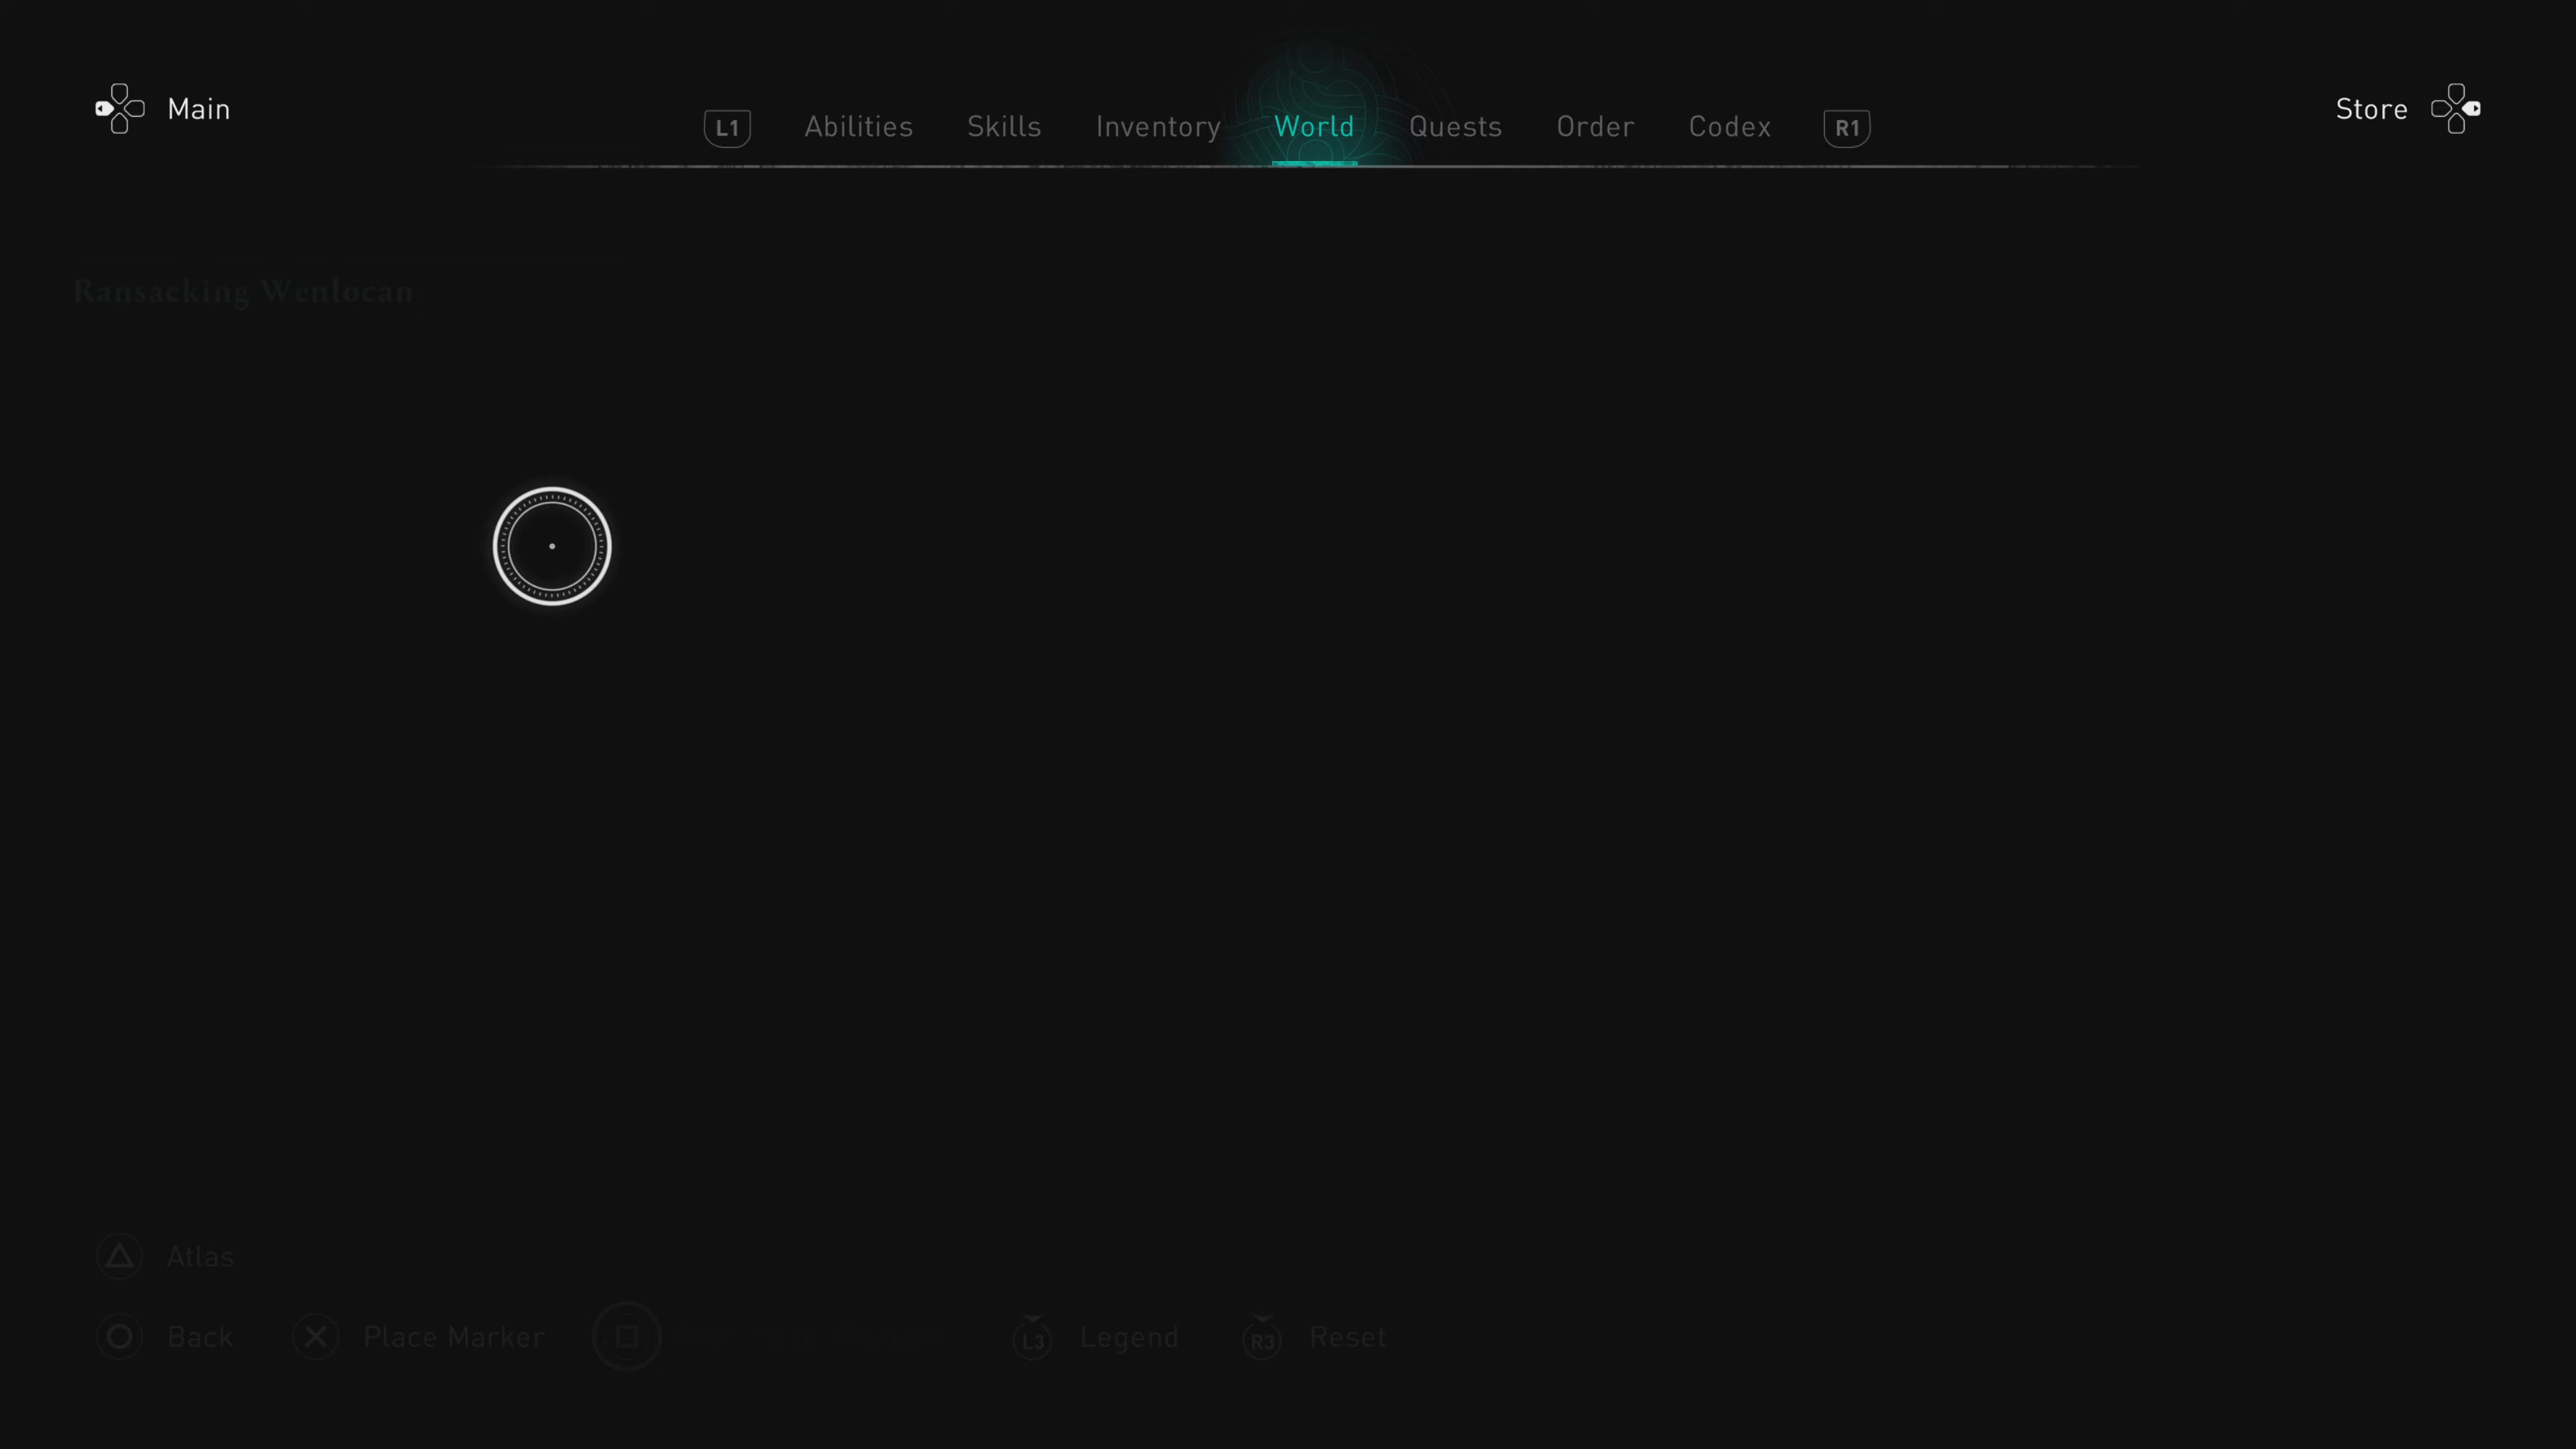 Main
L1 Abilities Skills Inventory World Quests Order Codex R1
Store
Ransacking Wenlocan
Atlas
Back Place Marker L3 Legend R3 Reset